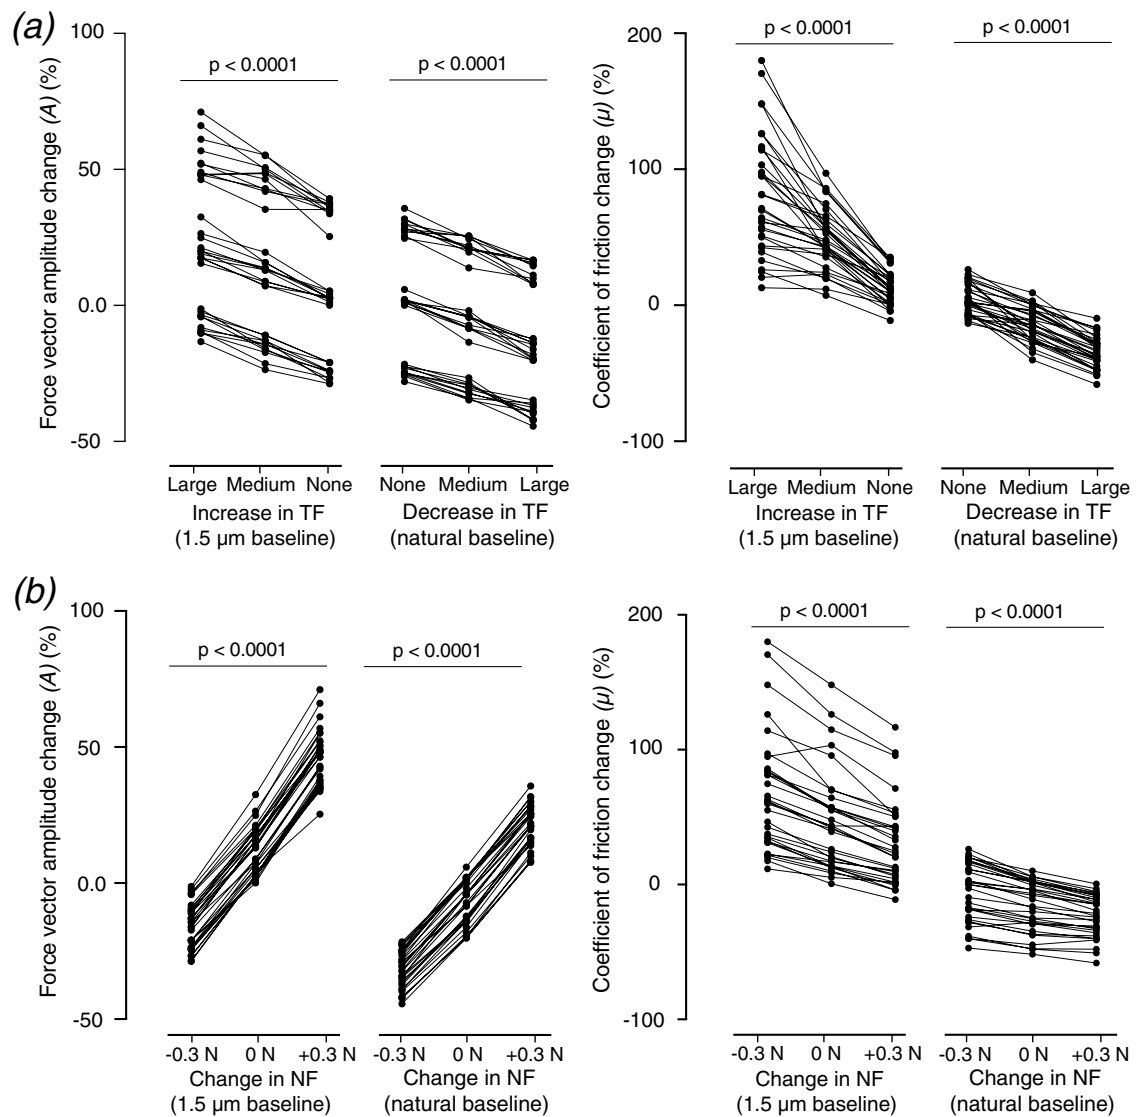 (a)
Force vector amplitude change (A) (%)
100
50
0.0
-50
p < 0.0001
p < 0.0001
Large Medium None
Increase in TF
(1.5 µm baseline)
None Medium Large
Decrease in TF
(natural baseline)
Coefficient of friction change (µ) (%)
200
100
0
-100
p < 0.0001
p < 0.0001
Large Medium None
Increase in TF
(1.5 µm baseline)
None Medium Large
Decrease in TF
(natural baseline)
(b)
Force vector amplitude change (A) (%)
100
50
0.0
-50
p < 0.0001
p < 0.0001
-0.3 N 0 N +0.3 N
Change in NF
(1.5 µm baseline)
-0.3 N 0 N +0.3 N
Change in NF
(natural baseline)
Coefficient of friction change (µ) (%)
200
100
0
-100
p < 0.0001
p < 0.0001
-0.3 N 0 N +0.3 N
Change in NF
(1.5 µm baseline)
-0.3 N 0 N +0.3 N
Change in NF
(natural baseline)